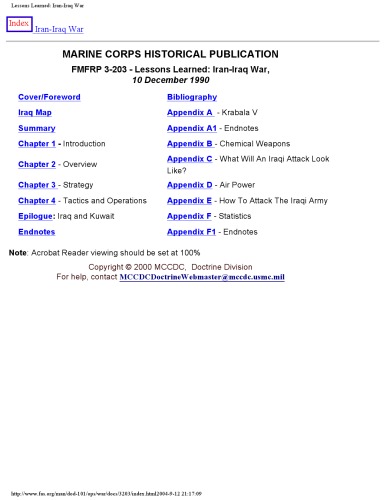 Lessons Learned: Iran-Iraq War
Index Iran-Iraq War
MARINE CORPS HISTORICAL PUBLICATION
FMFRP 3-203 - Lessons Learned: Iran-Iraq War,
10 December 1990
Cover/Foreword
Bibliography
Iraq Map
Appendix A - Krabala V
Summary
Appendix A1 - Endnotes
Chapter 1 - Introduction
Appendix B - Chemical Weapons
Chapter 2 - Overview
Appendix C - What Will An Iraqi Attack Look
Like?
Chapter 3 - Strategy
Appendix D - Air Power
Chapter 4 - Tactics and Operations
Appendix E - How To Attack The Iraqi Army
Epilogue: Iraq and Kuwait
Appendix F - Statistics
Endnotes
Appendix F1 - Endnotes
Note: Acrobat Reader viewing should be set at 100%
Copyright © 2000 MCCDC, Doctrine Division
For help, contact MCCDCDoctrineWebmaster@mccdc.usmc.mil
http://www.fas.org/man/dod-101/ops/war/docs/3203/index.html2004-9-12 21:17:09